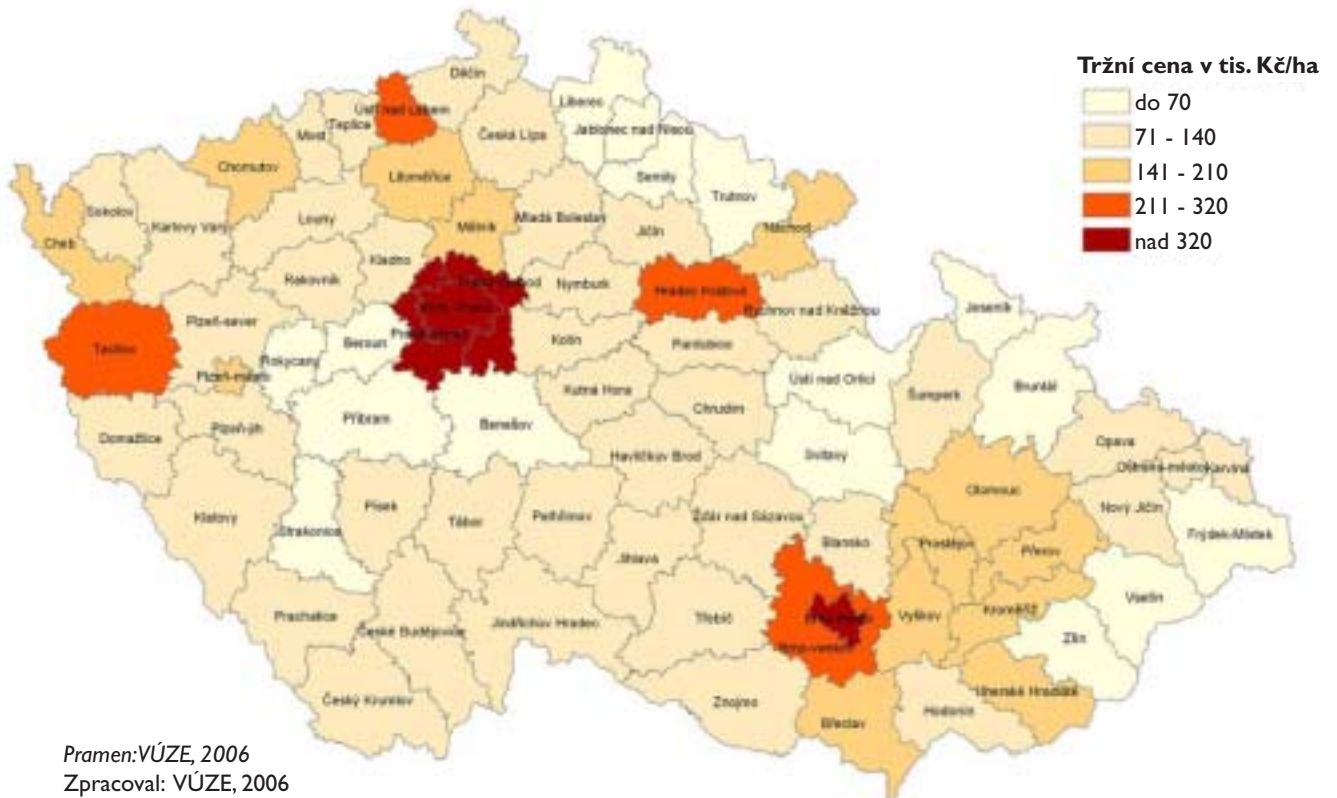 Tržní cena v tis. Kč/ha
do 70
71 - 140
141 - 210
211 - 320
nad 320
Děčín
Liberec
Ústí nad Labem
Teplice
Most
Česká Lípa
Jablonec nad Nisou
Chomutov
Litoměřice
Semily
Trutnov
Sokolov
Karlovy Vary
Louny
Mělník
Mladá Boleslav
Jičín
Náchod
Cheb
Kladno
Rakovník
Nymburk
Hradec Králové
Rychnov nad Kněžnou
Jeseník
Plzeň-sever
Tachov
Beroun
Kolín
Pardubice
Rokycany
Plzeň-město
Kutná Hora
Ústí nad Orlicí
Šumperk
Bruntál
Chrudim
Příbram
Benešov
Domažlice
Plzeň-jih
Havlíčkův Brod
Svitavy
Opava
Ostrava-město
Karviná
Olomouc
Nový Jičín
Klatovy
Strakonice
Písek
Tábor
Pelhřimov
Žďár nad Sázavou
Blansko
Prostějov
Přerov
Frýdek-Místek
Jihlava
Vsetín
Prachatice
České Budějovice
Jindřichův Hradec
Třebíč
Vyškov
Kroměříž
Zlín
Brno-venkov
Český Krumlov
Znojmo
Břeclav
Hodonín
Uherské Hradiště
Pramen: VÚZE, 2006
Zpracoval: VÚZE, 2006